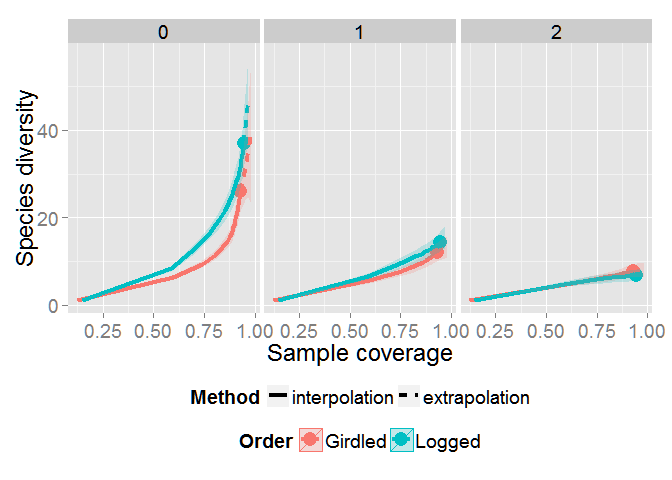 0 1 2
Species diversity
40
20
0
0.25 0.50 0.75 1.00 0.25 0.50 0.75 1.00 0.25 0.50 0.75 1.00
Sample coverage
Method interpolation extrapolation
Order Girdled Logged